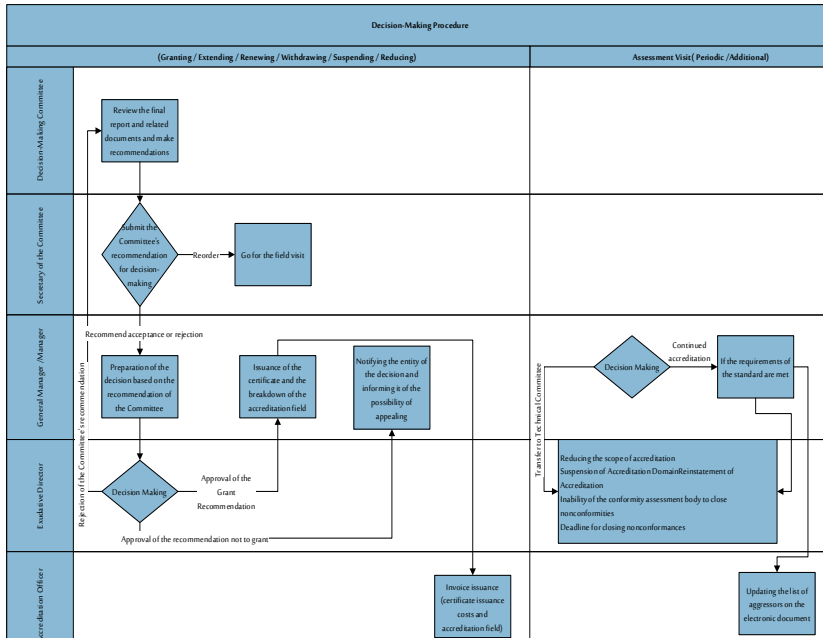 Decision-Making Procedure
(Granting / Extending / Renewing / Withdrawing / Suspending / Reducing)
Assessment Visit( Periodic /Additional)
Decision-Making Committee
Review the final
report and related
documents and make
recommendations
Secretary of the Committee
Submit the
Committee's
recommendation
for decision-
making
Reorder
Go for the field visit
General Manager /Manager
Recommend acceptance or rejection
Preparation of the
decision based on the
recommendation of
the Committee
Issuance of the
certificate and the
breakdown of the
accreditation field
Notifying the entity of
the decision and
informing it of the
possibility of
appealing
Decision Making
Continued
accreditation
If the requirements of
the standard are met
Rejection of the Committee's recommendation
Transfer to Technical Committee
Exudative Director
Decision Making
Approval of the
Grant
Recommendation
Approval of the recommendation not to grant
Reducing the scope of accreditation
Suspension of Accreditation DomainReinstatement of
Accreditation
Inability of the conformity assessment body to close
nonconformities
Deadline for closing nonconformances
ccreditation Officer
Invoice issuance
(certificate issuance
costs and
accreditation field)
Updating the list of
aggressors on the
electronic document